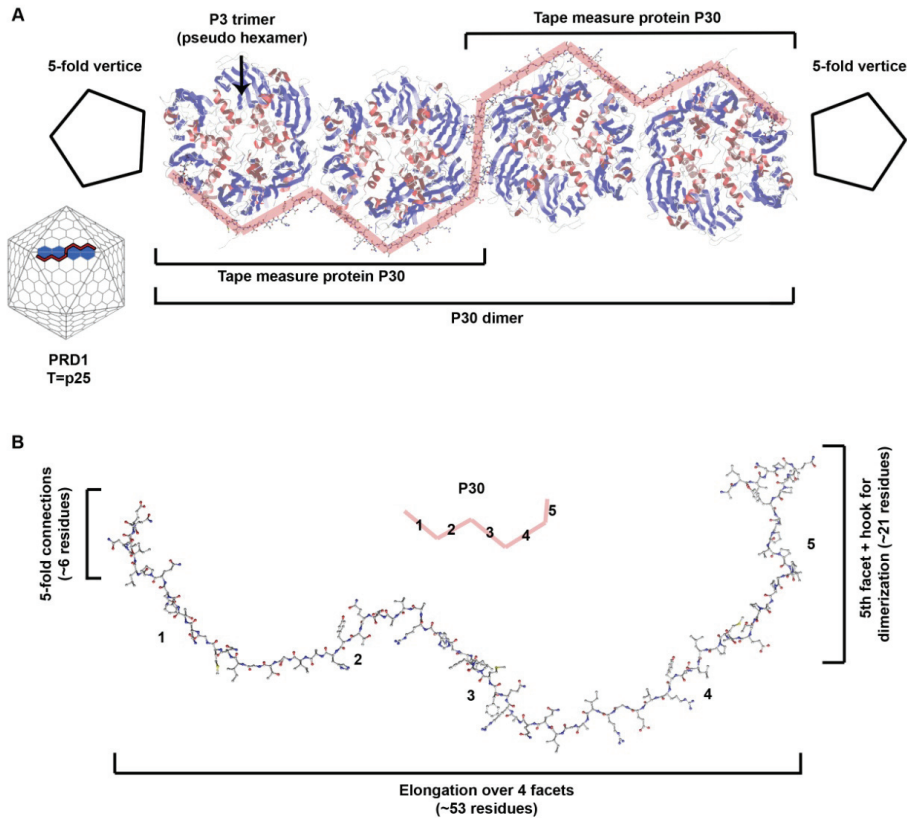 A
P3 trimer
(pseudo hexamer)
Tape measure protein P30
5-fold vertice
5-fold vertice
Tape measure protein P30
P30 dimer
PRD1
T=p25
B
5-fold connections
(~6 residues)
P30
1
2
3
4
5
5th facet + hook for
dimerization (~21 residues)
1
2
3
4
5
Elongation over 4 facets
(~53 residues)